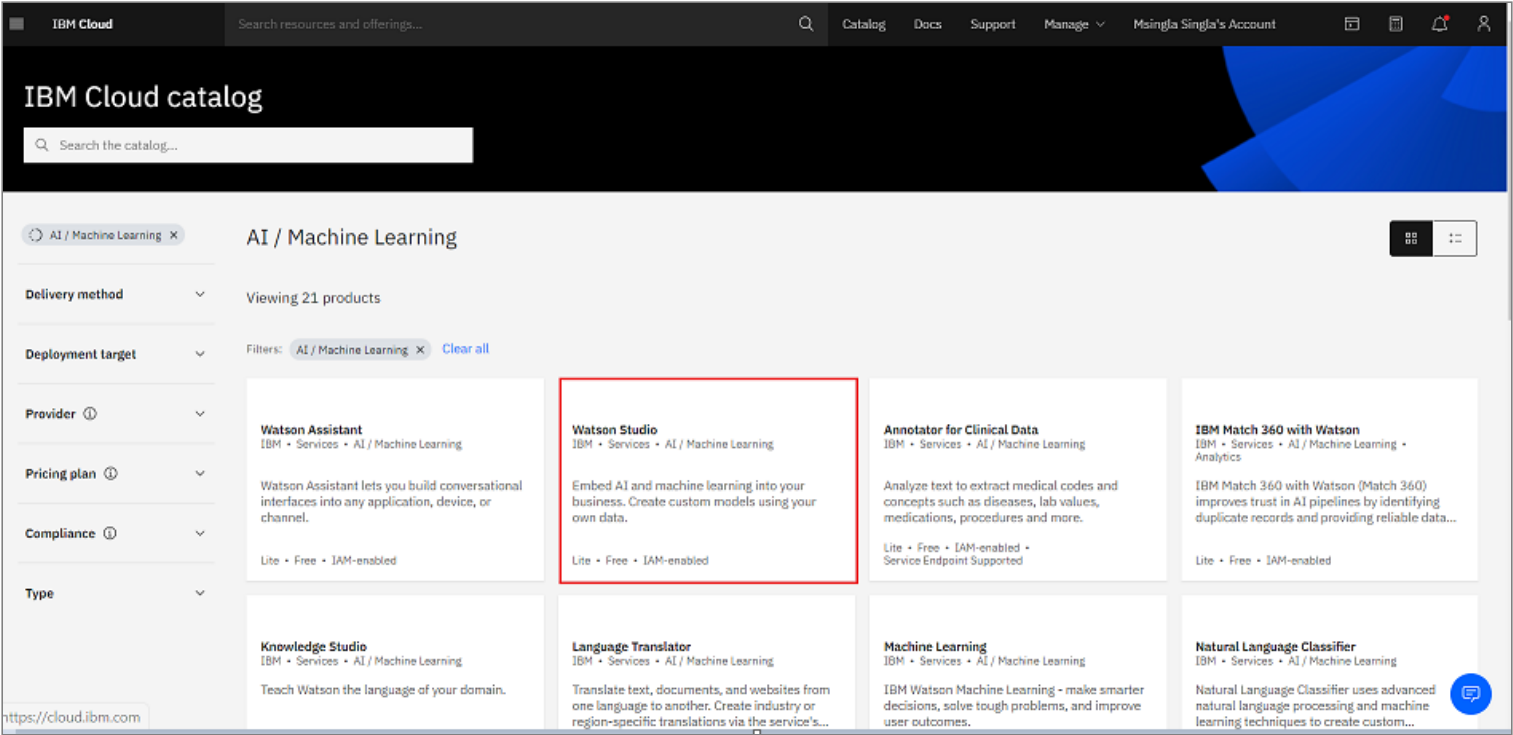 IBM Cloud
Search resources and offerings...
Catalog
Docs
Support
Manage
Msingla Singla's Account
IBM Cloud catalog
Search the catalog...
AI / Machine Learning ×
Delivery method
Deployment target
Provider
Pricing plan
Compliance
Type
AI / Machine Learning
Viewing 21 products
Filters: AI / Machine Learning × Clear all
Watson Assistant
IBM • Services • AI / Machine Learning
Watson Assistant lets you build conversational
interfaces into any application, device, or
channel.
Lite • Free • IAM-enabled
Watson Studio
IBM • Services • AI / Machine Learning
Embed AI and machine learning into your
business. Create custom models using your
own data.
Lite • Free • IAM-enabled
Annotator for Clinical Data
IBM • Services • AI / Machine Learning
Analyze text to extract medical codes and
concepts such as diseases, lab values,
medications, procedures and more.
Lite • Free • IAM-enabled •
Service Endpoint Supported
IBM Match 360 with Watson
IBM • Services • AI / Machine Learning •
Analytics
IBM Match 360 with Watson (Match 360)
improves trust in AI pipelines by identifying
duplicate records and providing reliable data...
Lite • Free • IAM-enabled
Knowledge Studio
IBM • Services • AI / Machine Learning
Teach Watson the language of your domain.
Language Translator
IBM • Services • AI / Machine Learning
Translate text, documents, and websites from
one language to another. Create industry or
region-specific translations via the service's...
Machine Learning
IBM • Services • AI / Machine Learning
IBM Watson Machine Learning - make smarter
decisions, solve tough problems, and improve
user outcomes.
Natural Language Classifier
IBM • Services • AI / Machine Learning
Natural Language Classifier uses advanced
natural language processing and machine
learning techniques to create custom...
https://cloud.ibm.com